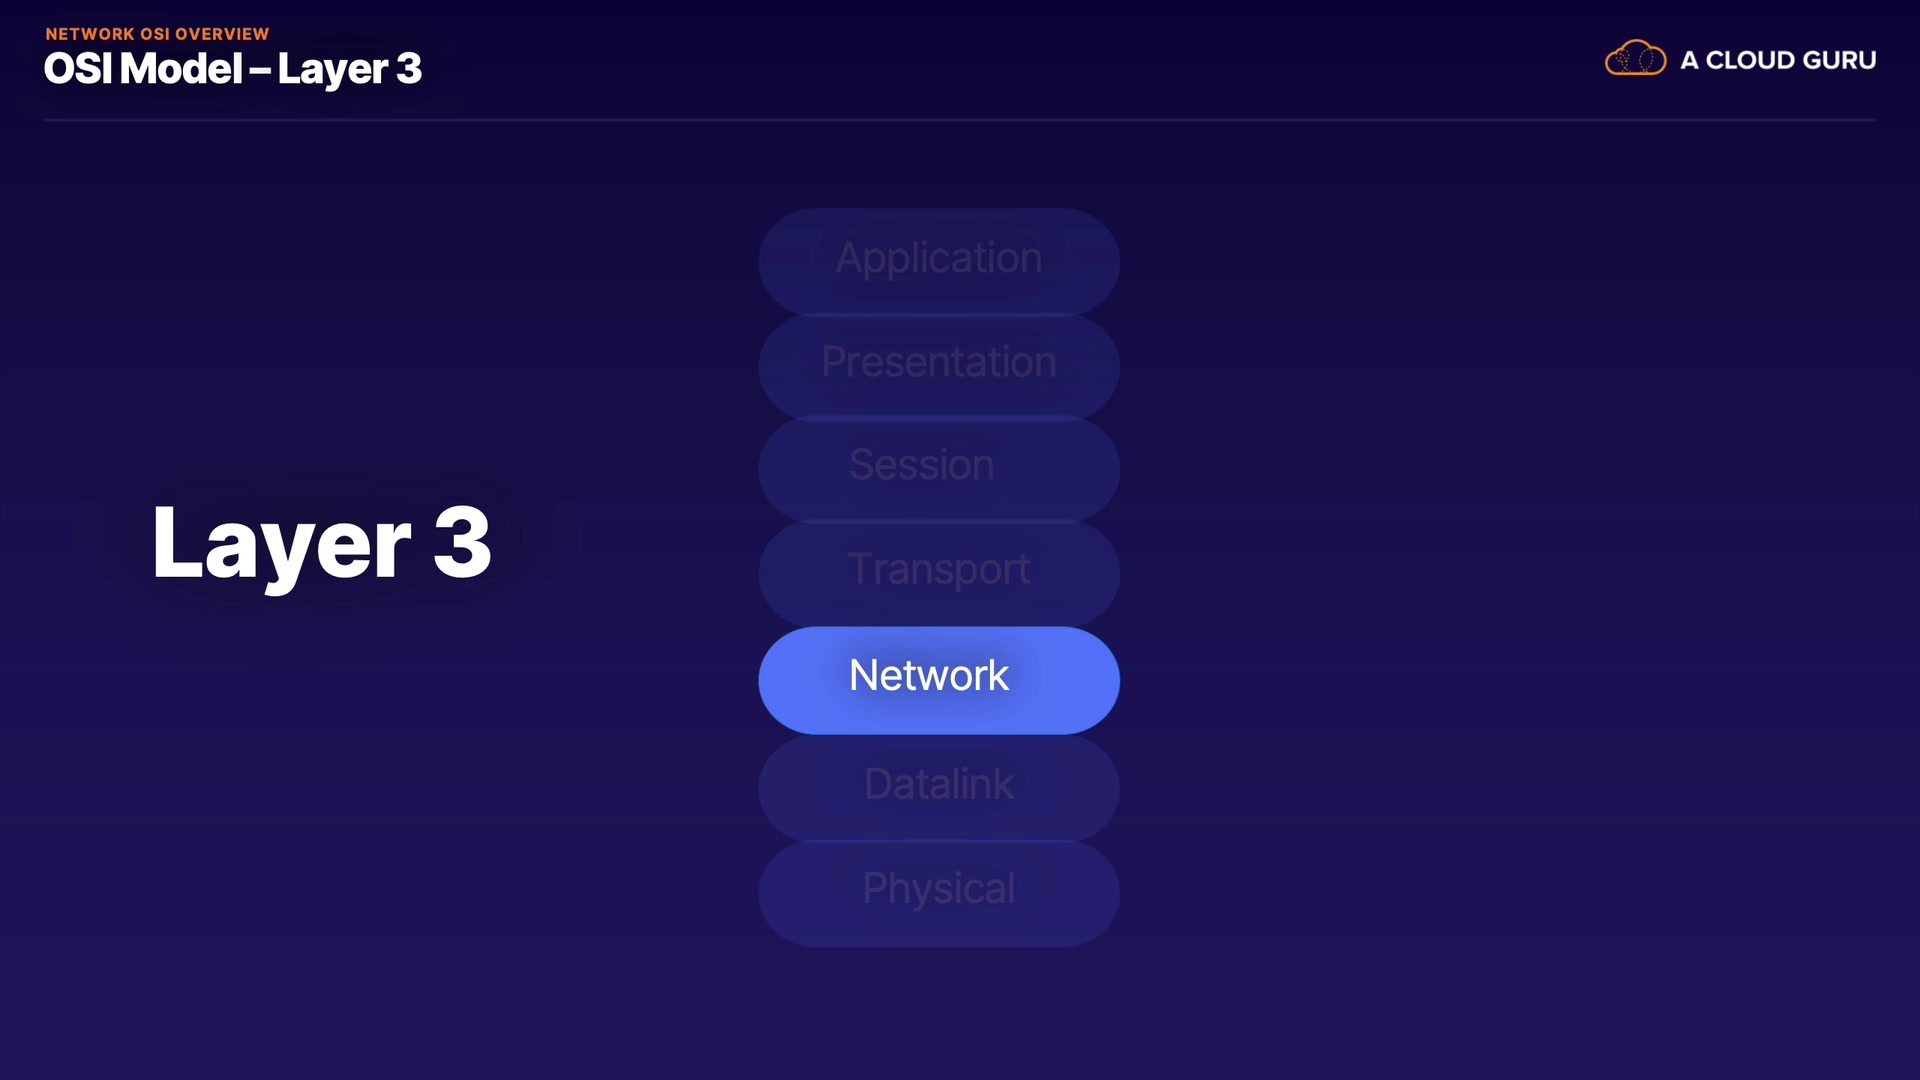 NETWORK OSI OVERVIEW
OSI Model – Layer 3
A CLOUD GURU
Application
Presentation
Session
Transport
Layer 3
Network
Datalink
Physical